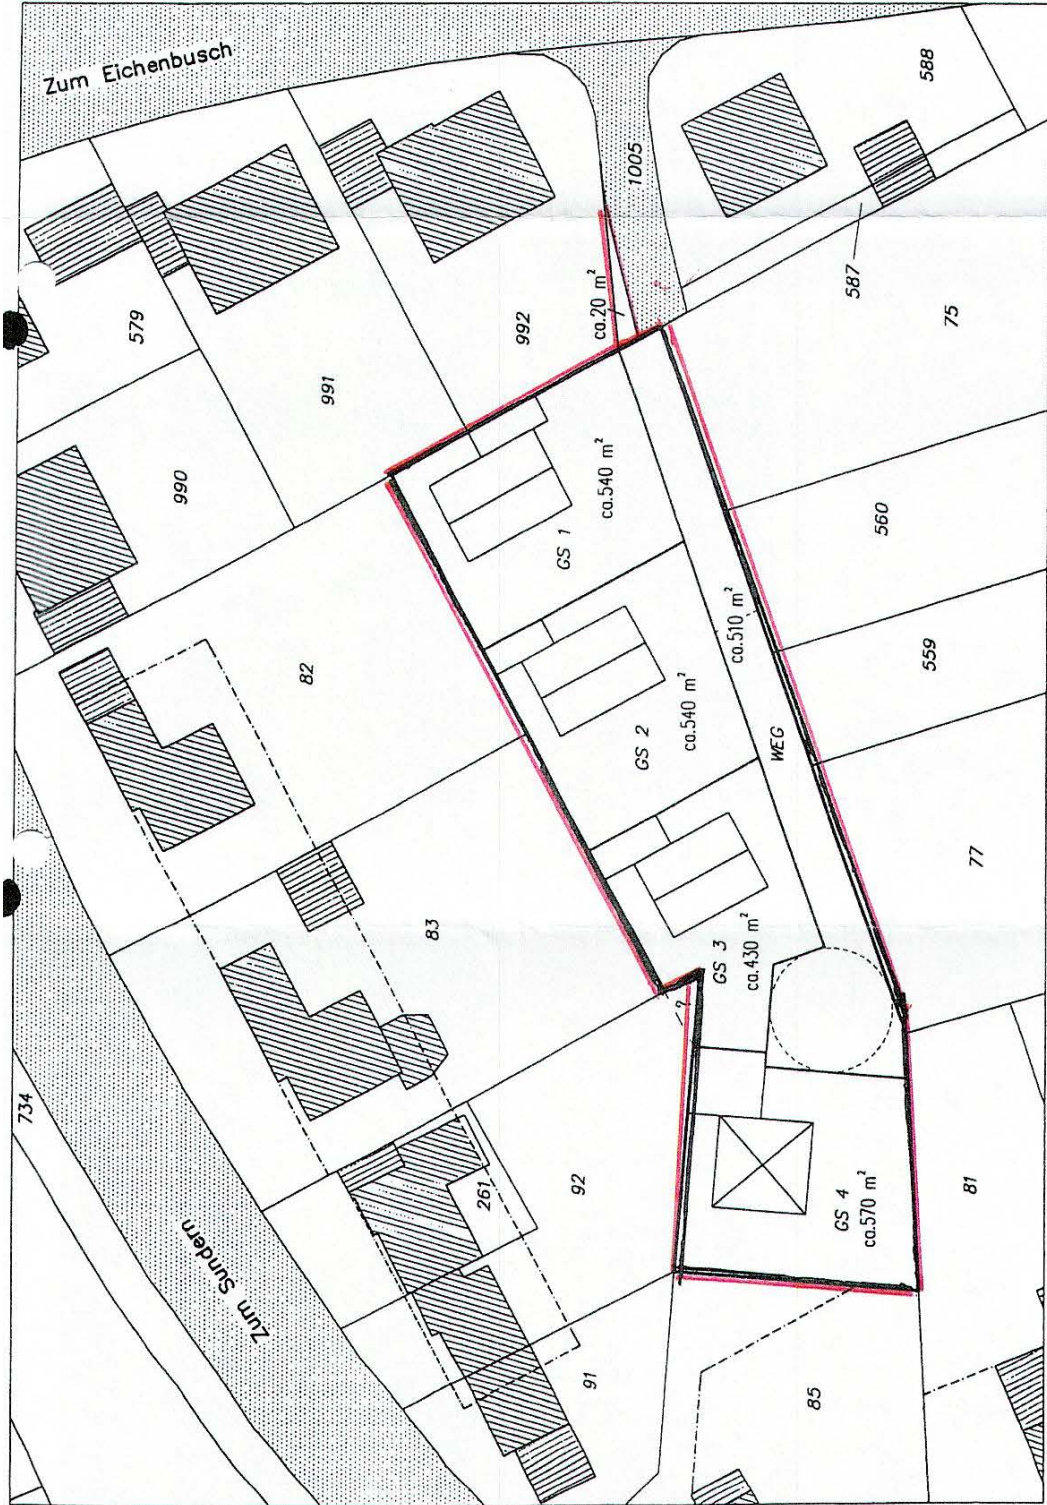 Zum Eichenbusch
588
1005
587
75
579
992
ca.20 m²
991
990
GS 1
ca.540 m²
560
82
GS 2
ca.540 m²
ca.510 m²
WEG
559
83
GS 3
ca.430 m²
77
?
?
734
261
92
GS 4
ca.570 m²
81
Zum Sundern
91
85